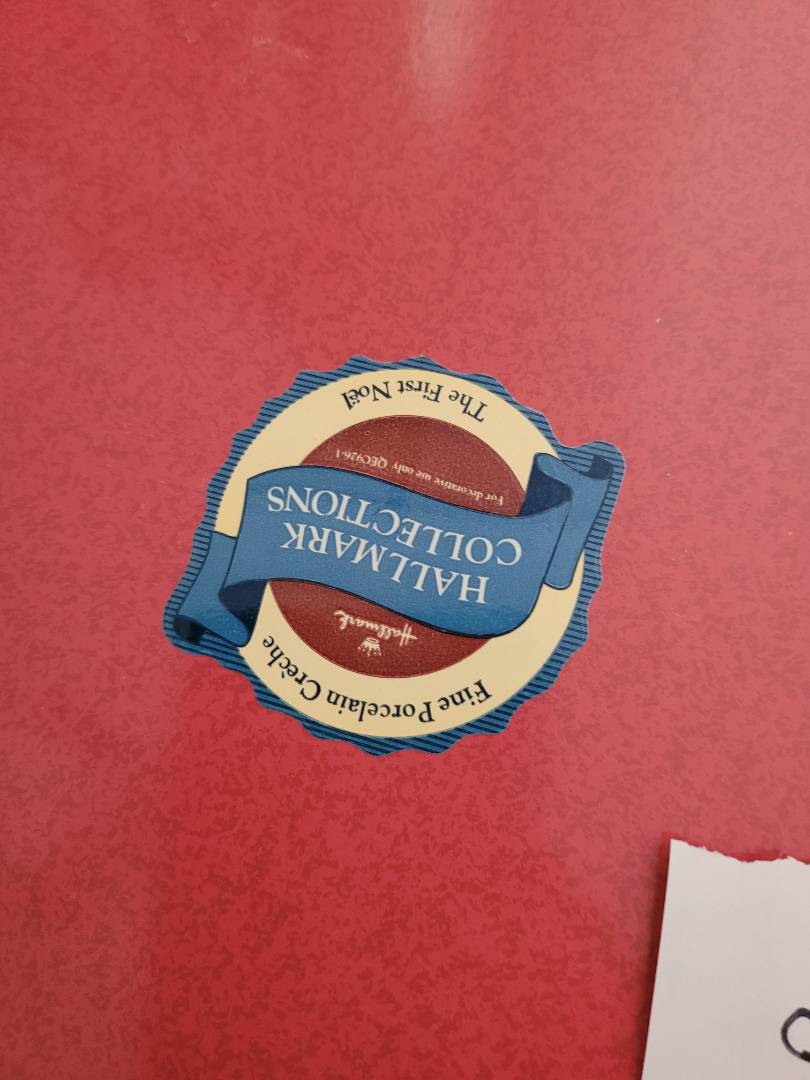 Fine Porcelain Crèche
Hallmark
HALLMARK
COLLECTIONS
For decorative use only QEC926-1
The First Noël